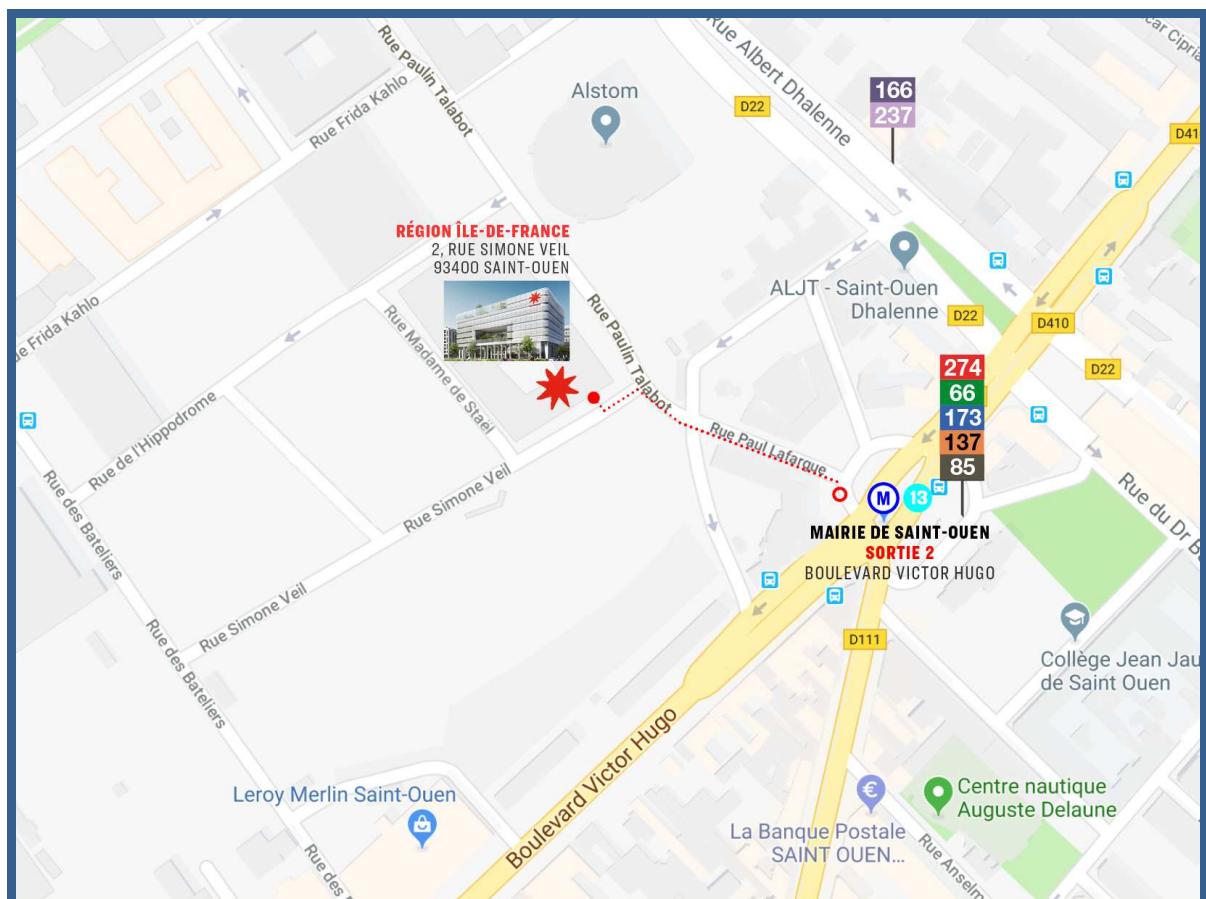 Rue Paulin Talabot
Rue Albert Dhalenne
Alstom
D22
166
237
D41
Rue Frida Kahlo
RÉGION ÎLE-DE-FRANCE
2, RUE SIMONE VEIL
93400 SAINT-OUEN
ALJT - Saint-Ouen
Dhalenne
D22
D410
Rue Frida Kahlo
Rue Madame de Staël
Rue Paulin Talabot
D22
274
66
173
137
85
Rue de l'Hippodrome
Rue Paul Lafargue
Rue Simone Veil
M
13
MAIRIE DE SAINT-OUEN
SORTIE 2
BOULEVARD VICTOR HUGO
Rue du Dr B
Rue des Bateliers
Rue Simone Veil
Rue des Bateliers
D111
Collège Jean Jau
de Saint Ouen
Boulevard Victor Hugo
Leroy Merlin Saint-Ouen
€
Centre nautique
Auguste Delaune
La Banque Postale
SAINT OUEN...
Rue des
Rue Anselm